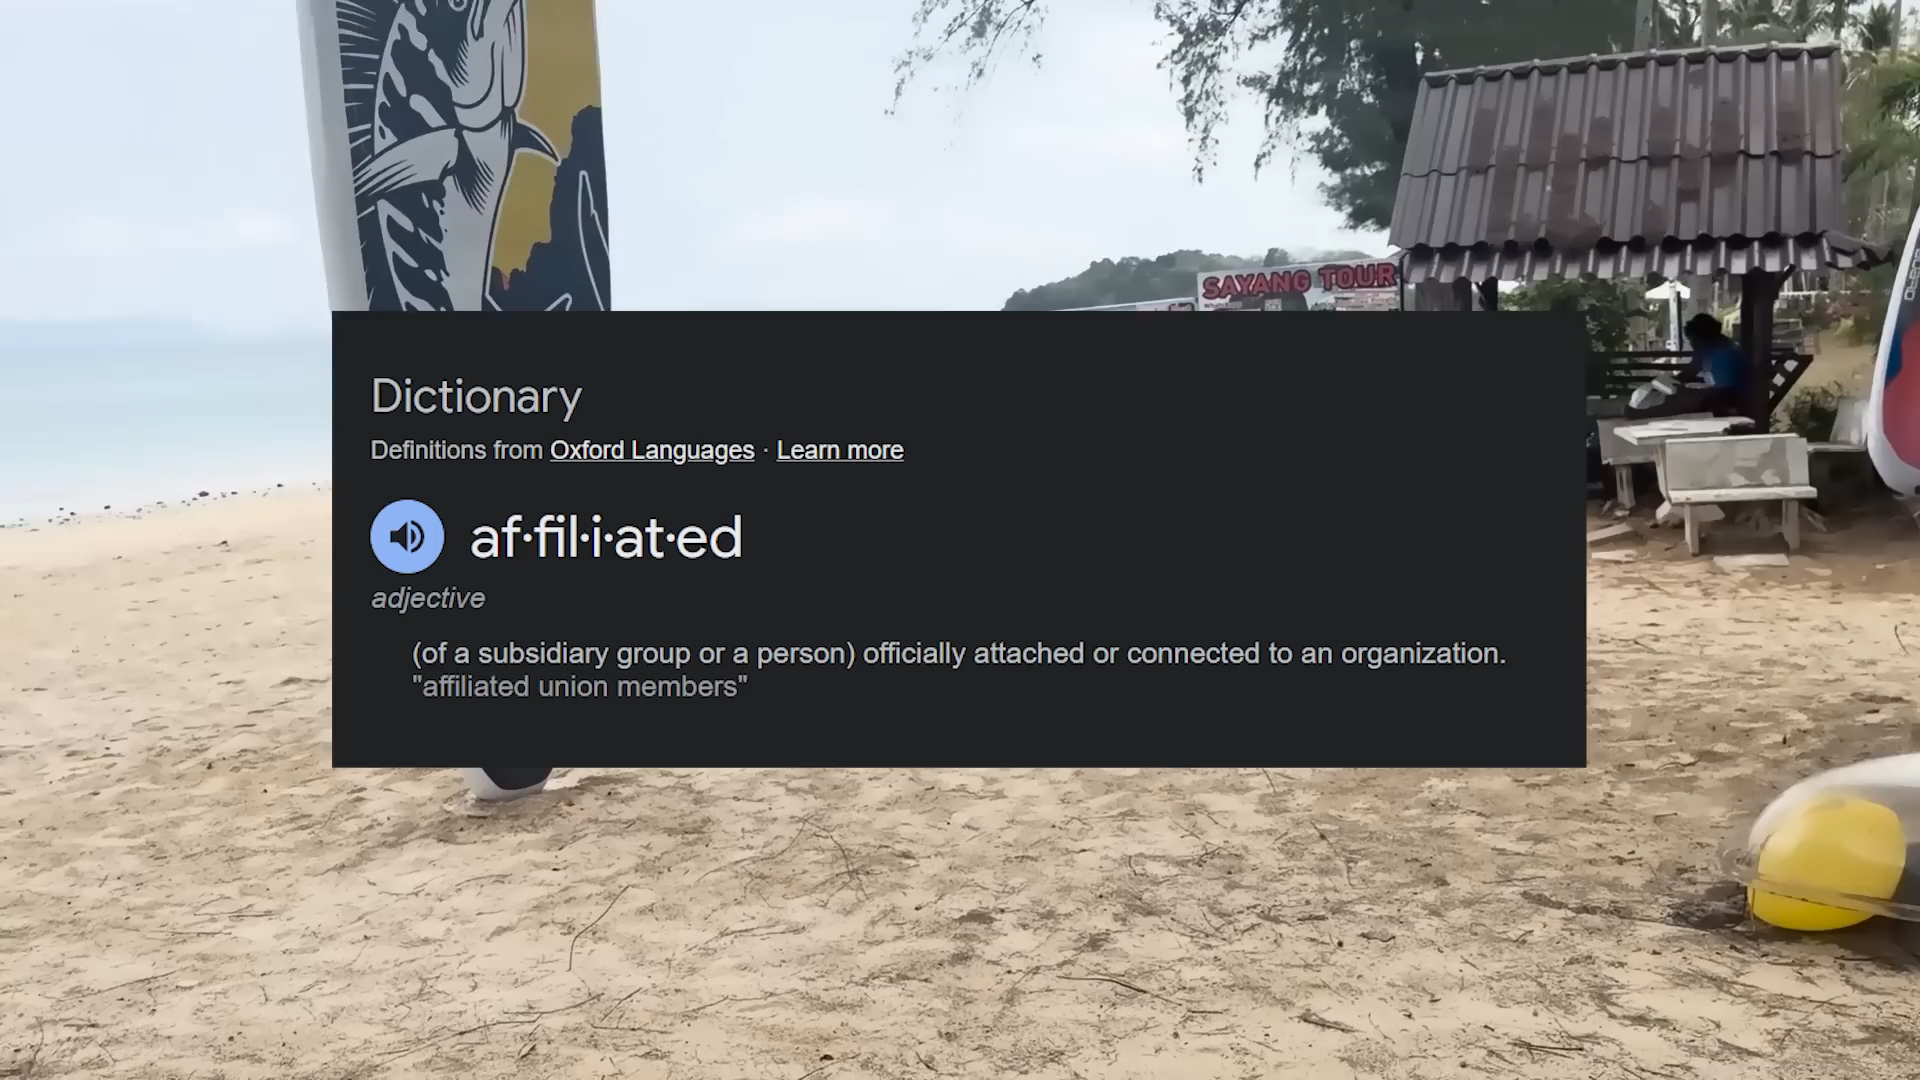 SAYANG TOUR
Dictionary
Definitions from Oxford Languages · Learn more
af·fil·i·at·ed
adjective
(of a subsidiary group or a person) officially attached or connected to an organization.
"affiliated union members"